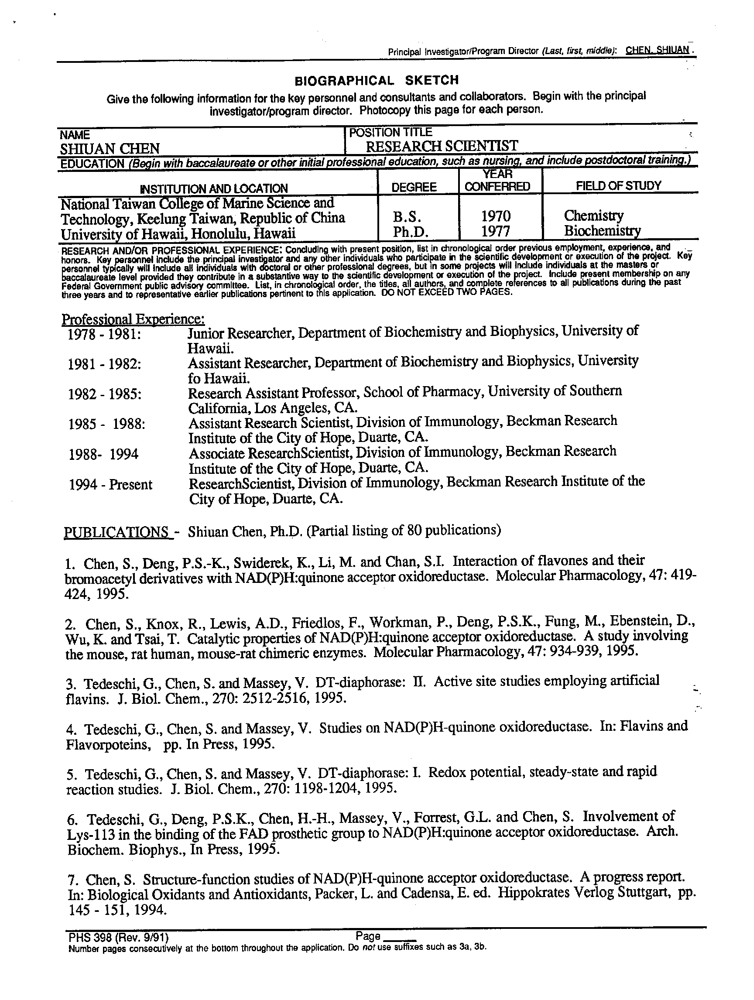 Principal Investigator/Program Director (Last, first, middle): CHEN, SHIUAN .
BIOGRAPHICAL SKETCH
Give the following information for the key personnel and consultants and collaborators. Begin with the principal
investigator/program director. Photocopy this page for each person.
NAME POSITION TITLE
SHIUAN CHEN RESEARCH SCIENTIST
EDUCATION (Begin with baccalaureate or other initial professional education, such as nursing, and include postdoctoral training.)
INSTITUTION AND LOCATION DEGREE YEAR CONFERRED FIELD OF STUDY
National Taiwan College of Marine Science and
Technology, Keelung Taiwan, Republic of China B.S. 1970 Chemistry
University of Hawaii, Honolulu, Hawaii Ph.D. 1977 Biochemistry
RESEARCH AND/OR PROFESSIONAL EXPERIENCE: Concluding with present position, list in chronological order previous employment, experience, and
honors. Key personnel include the principal investigator and any other individuals who participate in the scientific development or execution of the project. Key
personnel typically will include all individuals with doctoral or other professional degrees, but in some projects will include individuals at the masters or
baccalaureate level provided they contribute in a substantive way to the scientific development or execution of the project. Include present membership on any
Federal Government public advisory committee. List, in chronological order, the titles, all authors, and complete references to all publications during the past
three years and to representative earlier publications pertinent to this application. DO NOT EXCEED TWO PAGES.
Professional Experience:
1978 - 1981: Junior Researcher, Department of Biochemistry and Biophysics, University of
Hawaii.
1981 - 1982: Assistant Researcher, Department of Biochemistry and Biophysics, University
fo Hawaii.
1982 - 1985: Research Assistant Professor, School of Pharmacy, University of Southern
California, Los Angeles, CA.
1985 - 1988: Assistant Research Scientist, Division of Immunology, Beckman Research
Institute of the City of Hope, Duarte, CA.
1988- 1994 Associate ResearchScientist, Division of Immunology, Beckman Research
Institute of the City of Hope, Duarte, CA.
1994 - Present ResearchScientist, Division of Immunology, Beckman Research Institute of the
City of Hope, Duarte, CA.
PUBLICATIONS - Shiuan Chen, Ph.D. (Partial listing of 80 publications)
1. Chen, S., Deng, P.S.-K., Swiderek, K., Li, M. and Chan, S.I. Interaction of flavones and their
bromoacetyl derivatives with NAD(P)H:quinone acceptor oxidoreductase. Molecular Pharmacology, 47: 419-
424, 1995.
2. Chen, S., Knox, R., Lewis, A.D., Friedlos, F., Workman, P., Deng, P.S.K., Fung, M., Ebenstein, D.,
Wu, K. and Tsai, T. Catalytic properties of NAD(P)H:quinone acceptor oxidoreductase. A study involving
the mouse, rat human, mouse-rat chimeric enzymes. Molecular Pharmacology, 47: 934-939, 1995.
3. Tedeschi, G., Chen, S. and Massey, V. DT-diaphorase: II. Active site studies employing artificial
flavins. J. Biol. Chem., 270: 2512-2516, 1995.
4. Tedeschi, G., Chen, S. and Massey, V. Studies on NAD(P)H-quinone oxidoreductase. In: Flavins and
Flavorpoteins, pp. In Press, 1995.
5. Tedeschi, G., Chen, S. and Massey, V. DT-diaphorase: I. Redox potential, steady-state and rapid
reaction studies. J. Biol. Chem., 270: 1198-1204, 1995.
6. Tedeschi, G., Deng, P.S.K., Chen, H.-H., Massey, V., Forrest, G.L. and Chen, S. Involvement of
Lys-113 in the binding of the FAD prosthetic group to NAD(P)H:quinone acceptor oxidoreductase. Arch.
Biochem. Biophys., In Press, 1995.
7. Chen, S. Structure-function studies of NAD(P)H-quinone acceptor oxidoreductase. A progress report.
In: Biological Oxidants and Antioxidants, Packer, L. and Cadensa, E. ed. Hippokrates Verlog Stuttgart, pp.
145 - 151, 1994.
PHS 398 (Rev. 9/91) Page
Number pages consecutively at the bottom throughout the application. Do not use suffixes such as 3a, 3b.